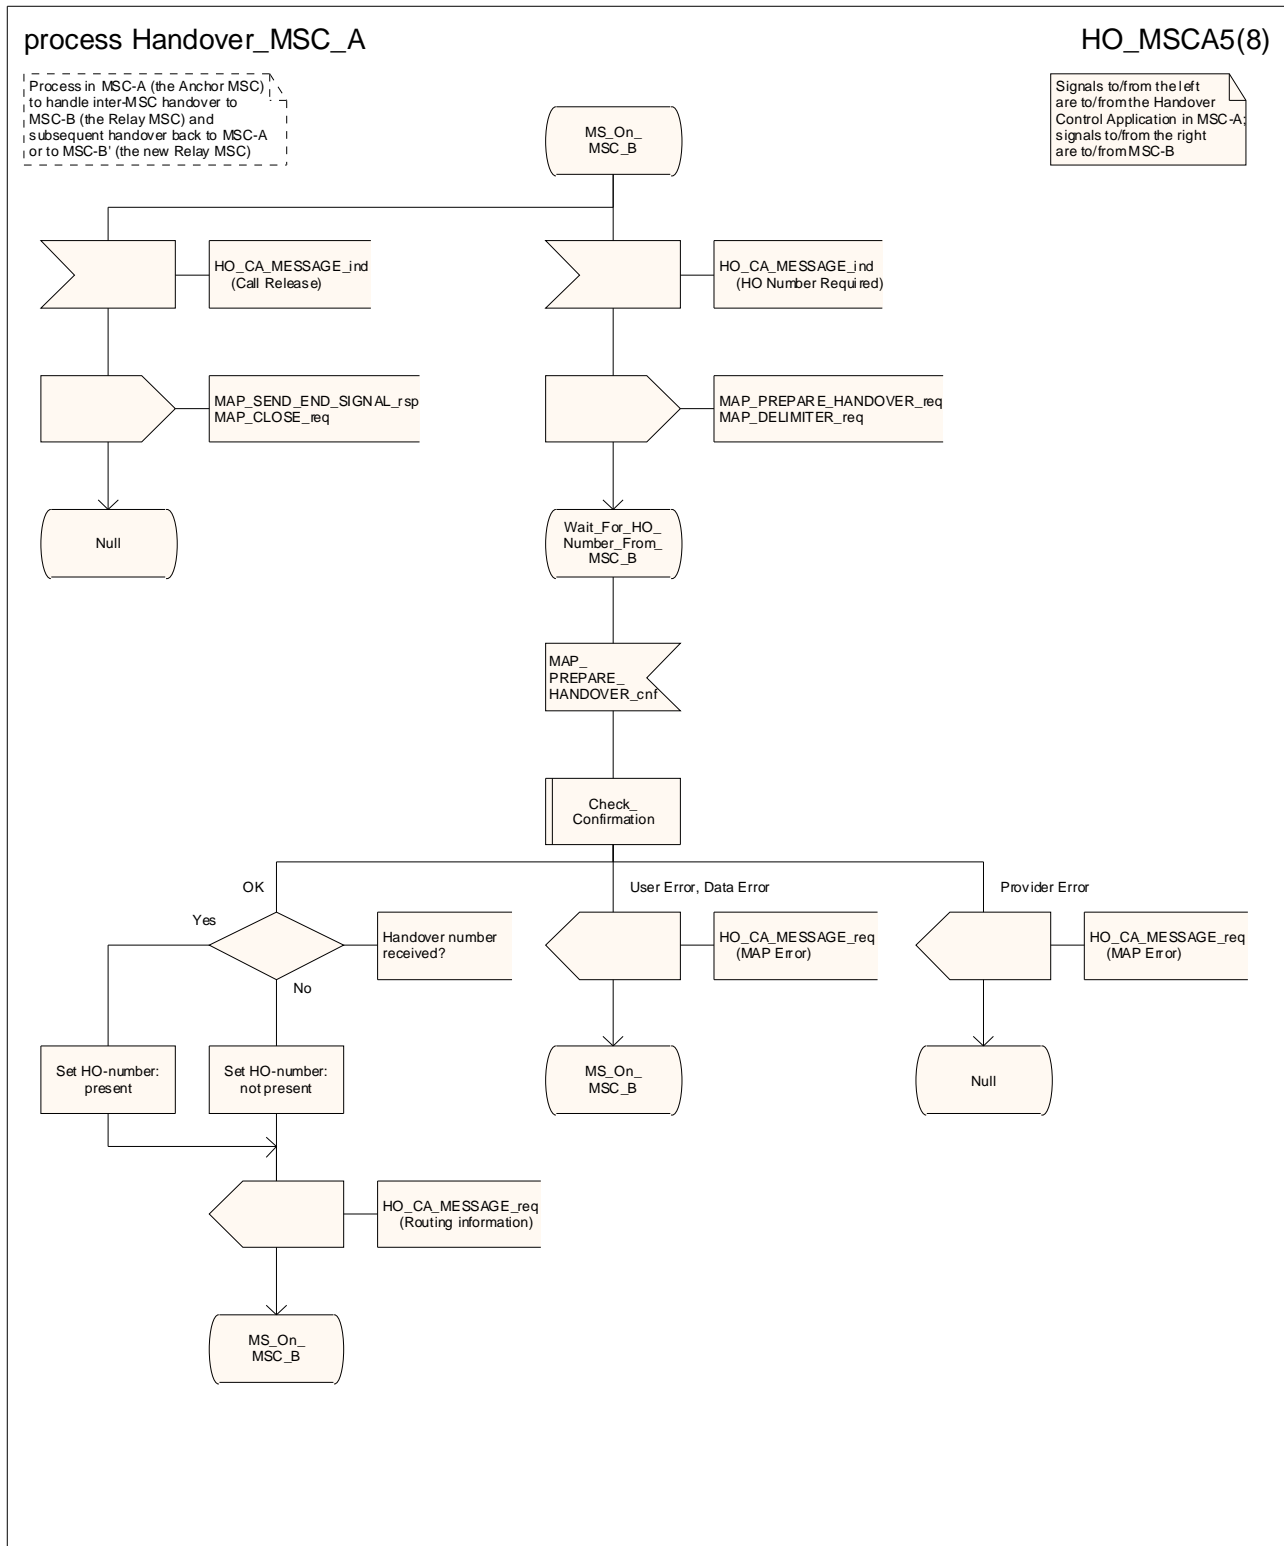 process Handover_MSC_A
HO_MSCA5(8)
Process in MSC-A (the Anchor MSC)
to handle inter-MSC handover to
MSC-B (the Relay MSC) and
subsequent handover back to MSC-A
or to MSC-B' (the new Relay MSC)
Signals to/from the left
are to/from the Handover
Control Application in MSC-A;
signals to/from the right
are to/from MSC-B
MS_On_
MSC_B
HO_CA_MESSAGE_ind
(Call Release)
HO_CA_MESSAGE_ind
(HO Number Required)
MAP_SEND_END_SIGNAL_rsp
MAP_CLOSE_req
MAP_PREPARE_HANDOVER_req
MAP_DELIMITER_req
Null
Wait_For_HO_
Number_From_
MSC_B
MAP_
PREPARE_
HANDOVER_cnf
Check_
Confirmation
OK
User Error, Data Error
Provider Error
Yes
Handover number
received?
No
HO_CA_MESSAGE_req
(MAP Error)
HO_CA_MESSAGE_req
(MAP Error)
Set HO-number:
present
Set HO-number:
not present
MS_On_
MSC_B
Null
HO_CA_MESSAGE_req
(Routing information)
MS_On_
MSC_B